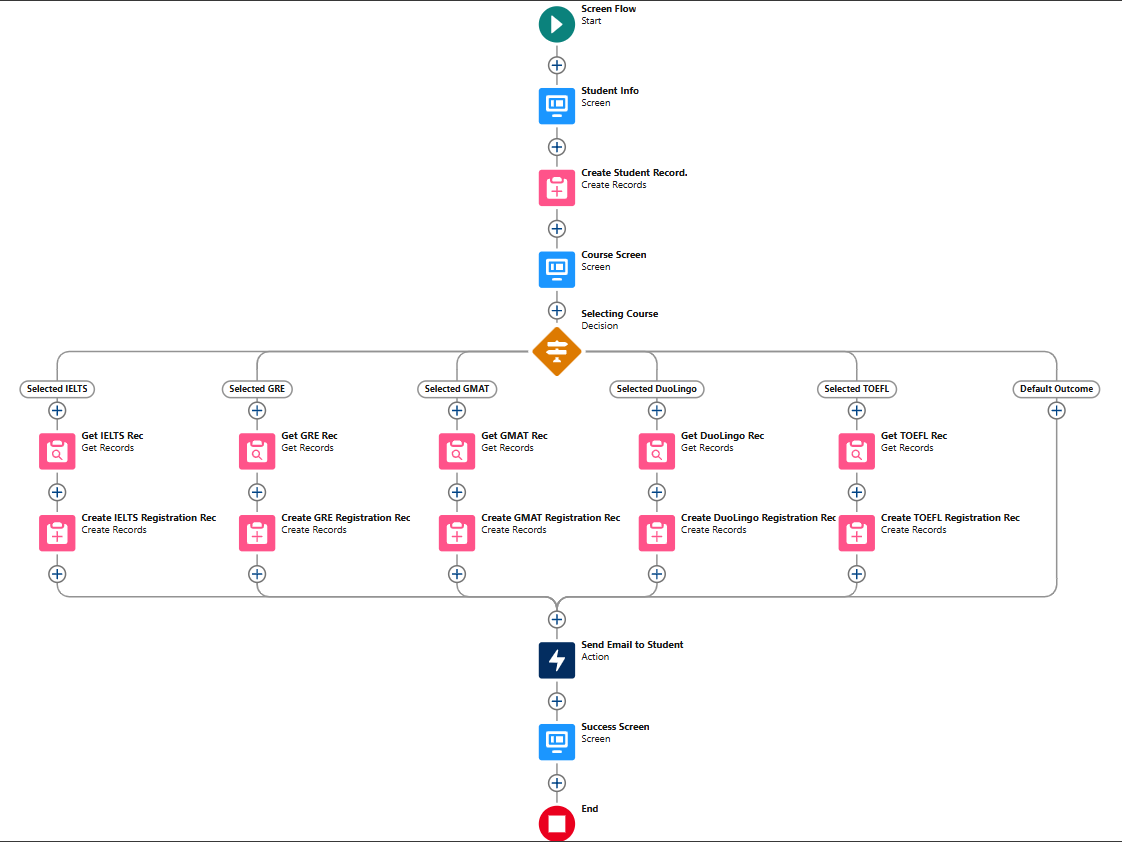 Screen Flow
Start
Student Info
Screen
Create Student Record.
Create Records
Course Screen
Screen
Selecting Course
Decision
Selected IELTS
Selected GRE
Selected GMAT
Selected DuoLingo
Selected TOEFL
Default Outcome
Get IELTS Rec
Get Records
Get GRE Rec
Get Records
Get GMAT Rec
Get Records
Get DuoLingo Rec
Get Records
Get TOEFL Rec
Get Records
Create IELTS Registration Rec
Create Records
Create GRE Registration Rec
Create Records
Create GMAT Registration Rec
Create Records
Create DuoLingo Registration Rec
Create Records
Create TOEFL Registration Rec
Create Records
Send Email to Student
Action
Success Screen
Screen
End